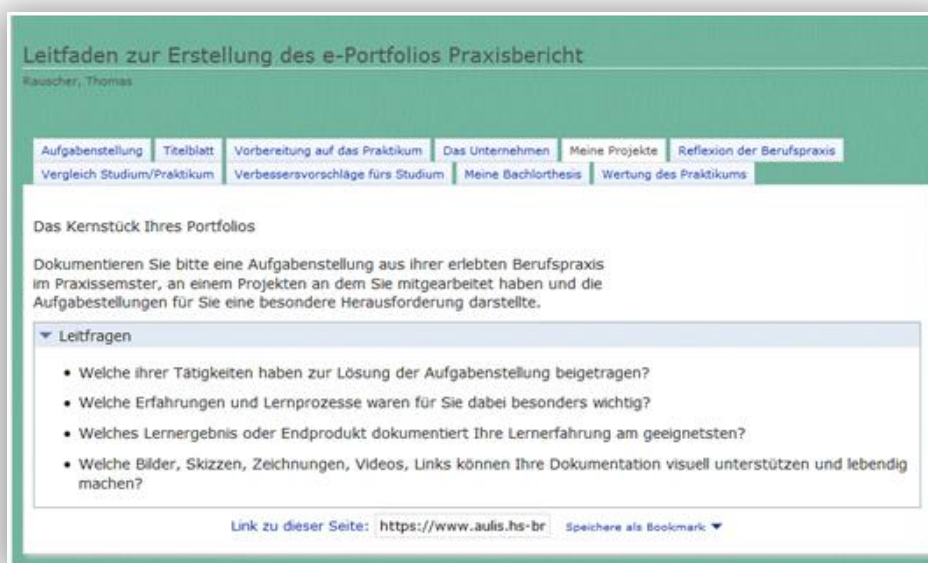 Leitfaden zur Erstellung des e-Portfolios Praxisbericht
Rauscher, Thomas
Aufgabenstellung Titelblatt Vorbereitung auf das Praktikum Das Unternehmen Meine Projekte Reflexion der Berufspraxis
Vergleich Studium/Praktikum Verbessersvorschläge fürs Studium Meine Bachlorthesis Wertung des Praktikums
Das Kernstück Ihres Portfolios
Dokumentieren Sie bitte eine Aufgabenstellung aus ihrer erlebten Berufspraxis
im Praxissemster, an einem Projekten an dem Sie mitgearbeitet haben und die
Aufgabestellungen für Sie eine besondere Herausforderung darstellte.
Leitfragen
• Welche ihrer Tätigkeiten haben zur Lösung der Aufgabenstellung beigetragen?
• Welche Erfahrungen und Lernprozesse waren für Sie dabei besonders wichtig?
• Welches Lernergebnis oder Endprodukt dokumentiert Ihre Lernerfahrung am geeignetsten?
• Welche Bilder, Skizzen, Zeichnungen, Videos, Links können Ihre Dokumentation visuell unterstützen und lebendig
machen?
Link zu dieser Seite: https://www.aulis.hs-br Speichere als Bookmark